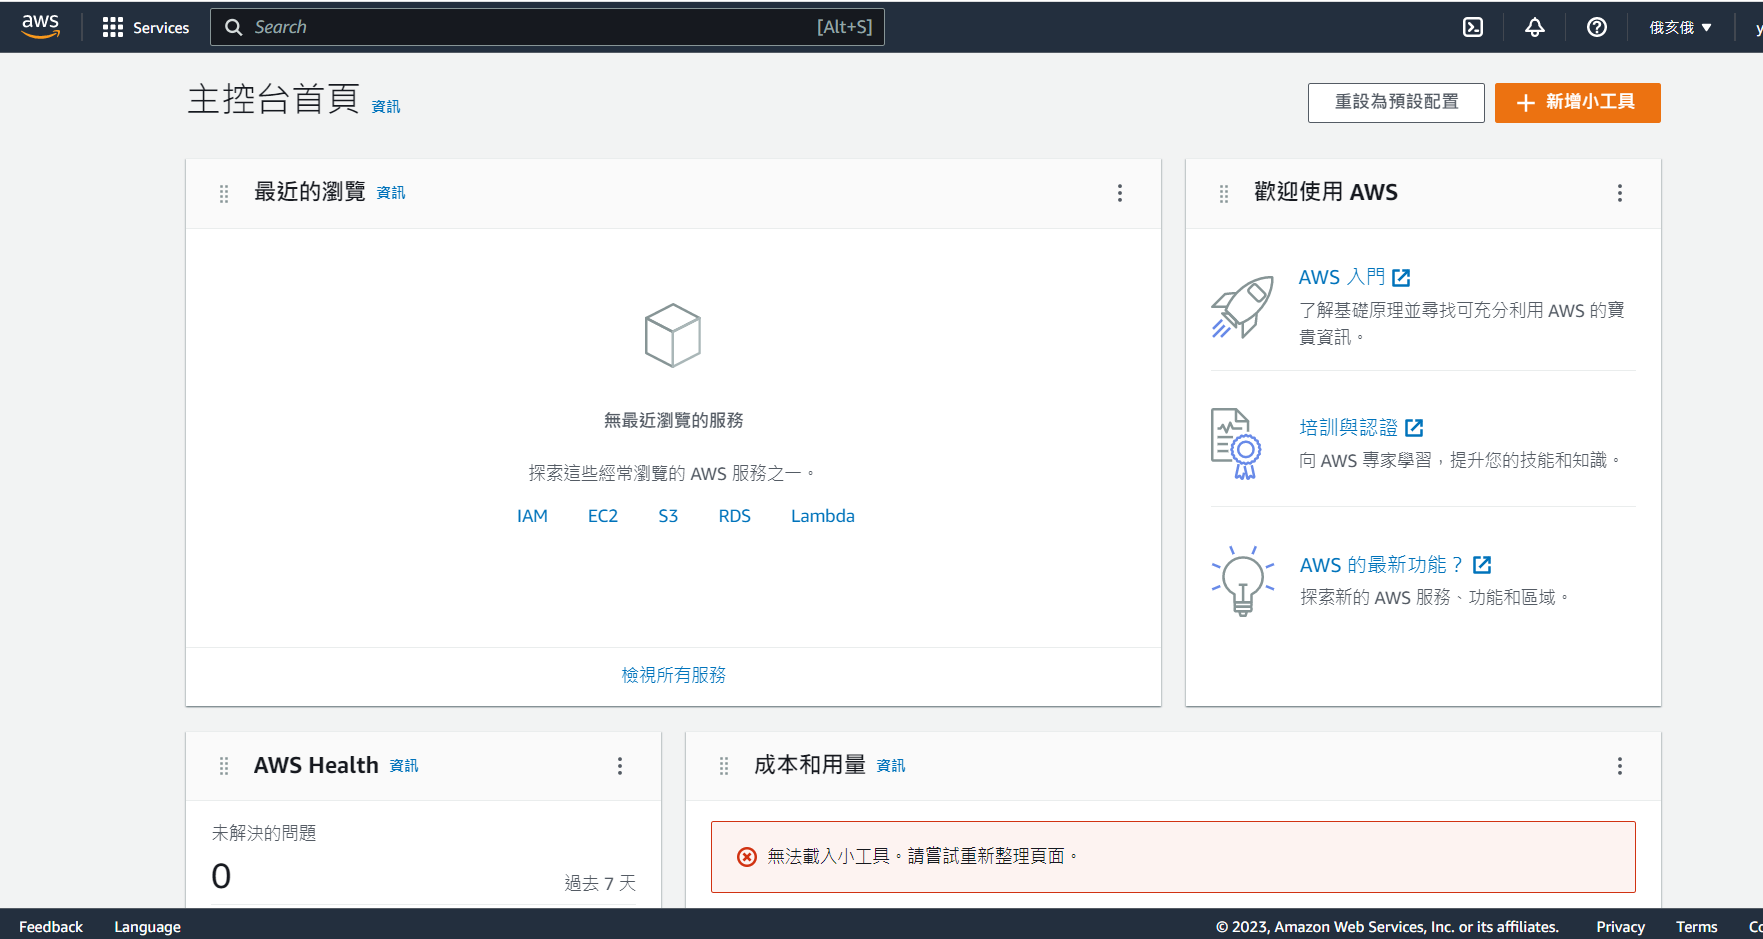 aws
Services
Search
[Alt+S]
俄亥俄
主控台首頁 資訊
重設為預設配置
新增小工具
最近的瀏覽 資訊
無最近瀏覽的服務
探索這些經常瀏覽的 AWS 服務之一。
IAM EC2 S3 RDS Lambda
檢視所有服務
歡迎使用 AWS
AWS 入門
了解基礎原理並尋找可充分利用 AWS 的寶
貴資訊。
培訓與認證
向 AWS 專家學習，提升您的技能和知識。
AWS 的最新功能？
探索新的 AWS 服務、功能和區域。
AWS Health 資訊
未解決的問題
0
過去 7 天
成本和用量 資訊
無法載入小工具。請嘗試重新整理頁面。
Feedback
Language
© 2023, Amazon Web Services, Inc. or its affiliates.
Privacy
Terms